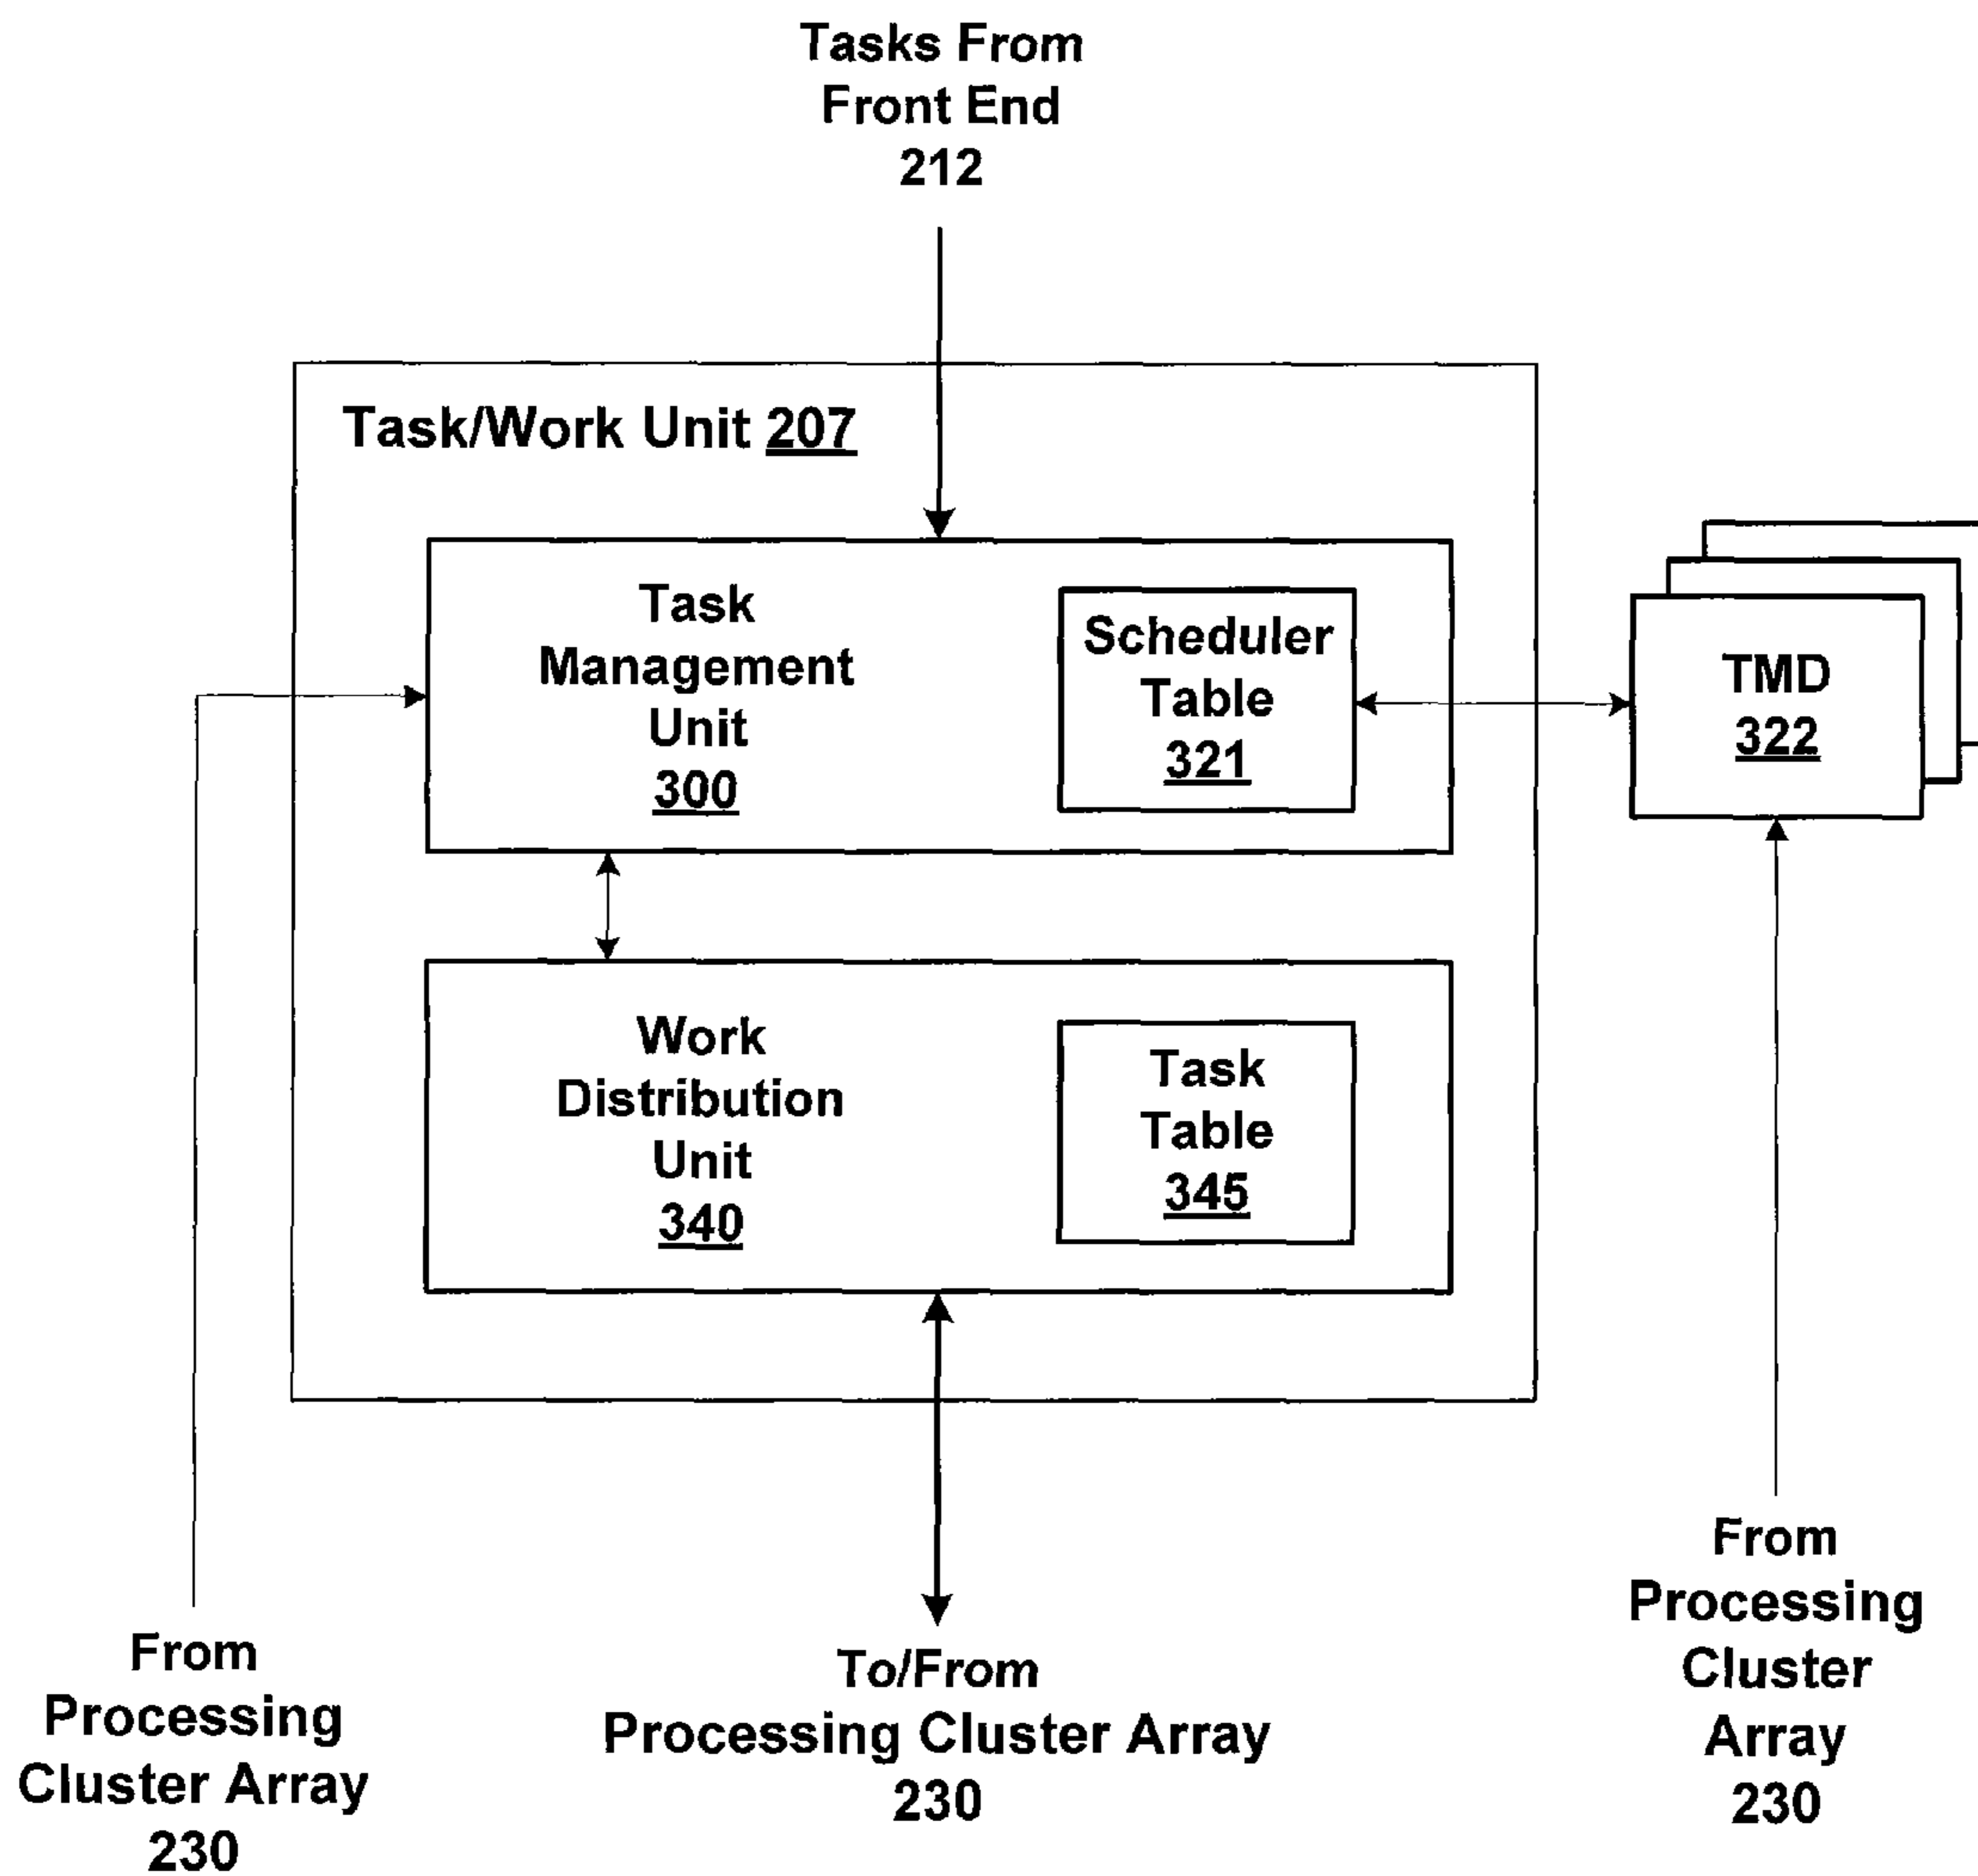 Tasks From
Front End
212
Task/Work Unit 207
Task
Management
Unit
300
Scheduler
Table
321
TMD
322
Work
Distribution
Unit
340
Task
Table
345
From
Processing
Cluster Array
230
To/From
Processing Cluster Array
230
From
Processing
Cluster
Array
230